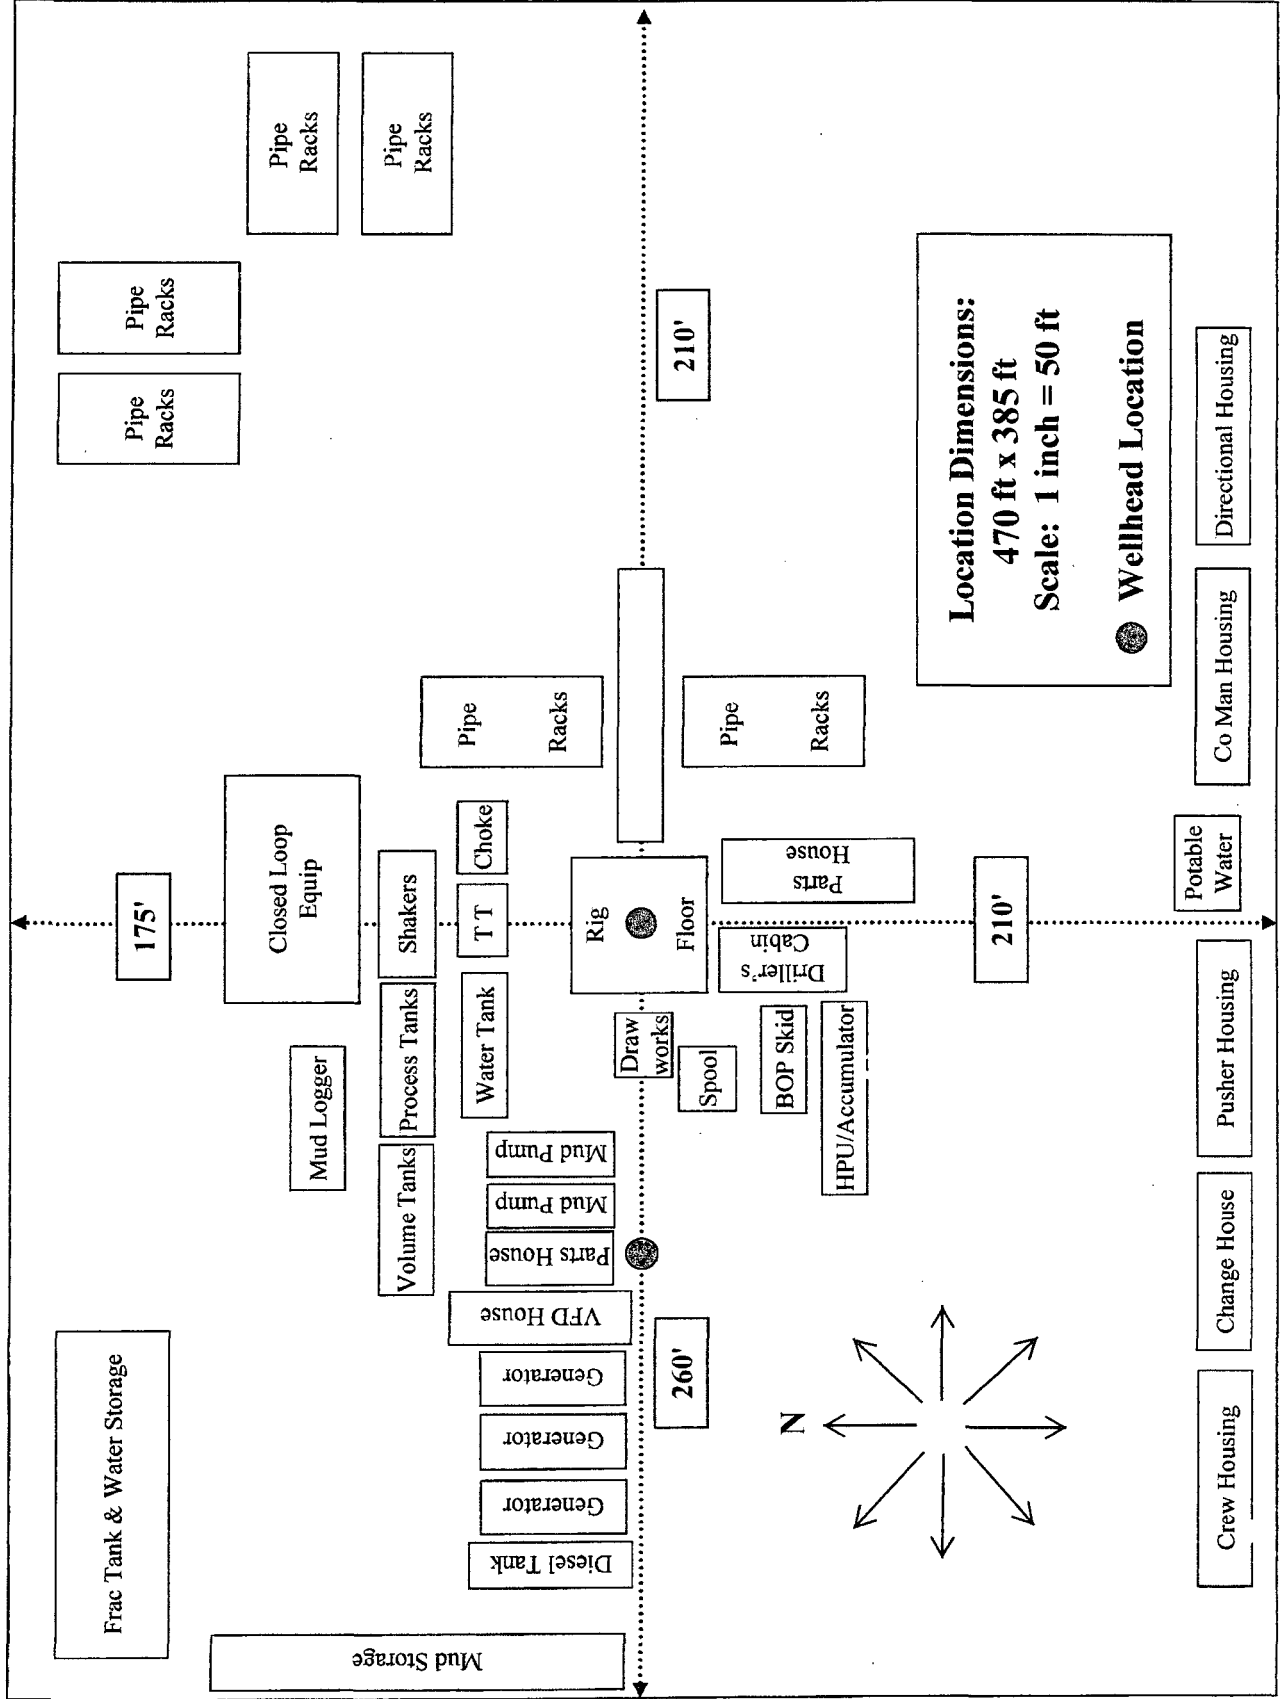 Pipe
Racks
Pipe
Racks
Pipe
Racks
Pipe
Racks
210'
Location Dimensions:
470 ft x 385 ft
Scale: 1 inch = 50 ft
Wellhead Location
Directional Housing
Co Man Housing
Pipe
Racks
Pipe
Racks
175'
Closed Loop
Equip
Shakers
Choke
T T
Rig
Floor
Parts
House
Driller's
Cabin
210'
Potable
Water
Mud Logger
Process Tanks
Water Tank
Draw
works
Spool
BOP Skid
HPU/Accumulator
Pusher Housing
Volume Tanks
Mud Pump
Mud Pump
Parts House
VFD House
Generator
Generator
Generator
Diesel Tank
Mud Storage
260'
N
Change House
Crew Housing
Frac Tank & Water Storage